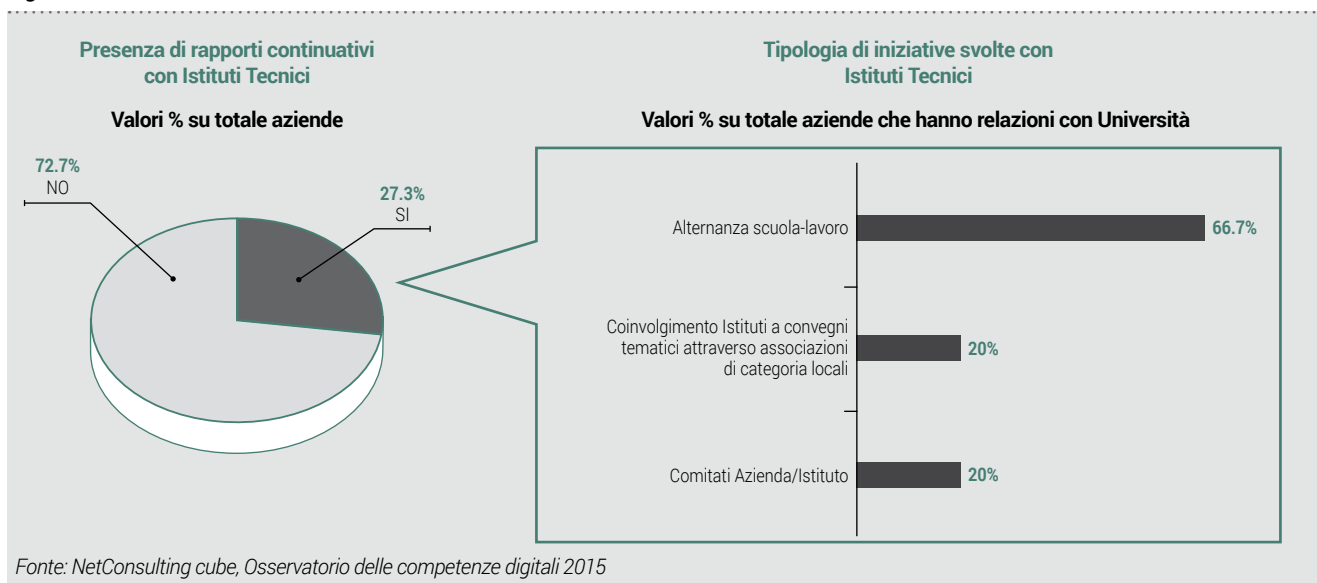 Presenza di rapporti continuativi
con Istituti Tecnici
Valori % su totale aziende
72.7%
NO
27.3%
SI
Tipologia di iniziative svolte con
Istituti Tecnici
Valori % su totale aziende che hanno relazioni con Università
Alternanza scuola-lavoro
66.7%
Coinvolgimento Istituti a convegni
tematici attraverso associazioni
di categoria locali
20%
Comitati Azienda/Istituto
20%
Fonte: NetConsulting cube, Osservatorio delle competenze digitali 2015